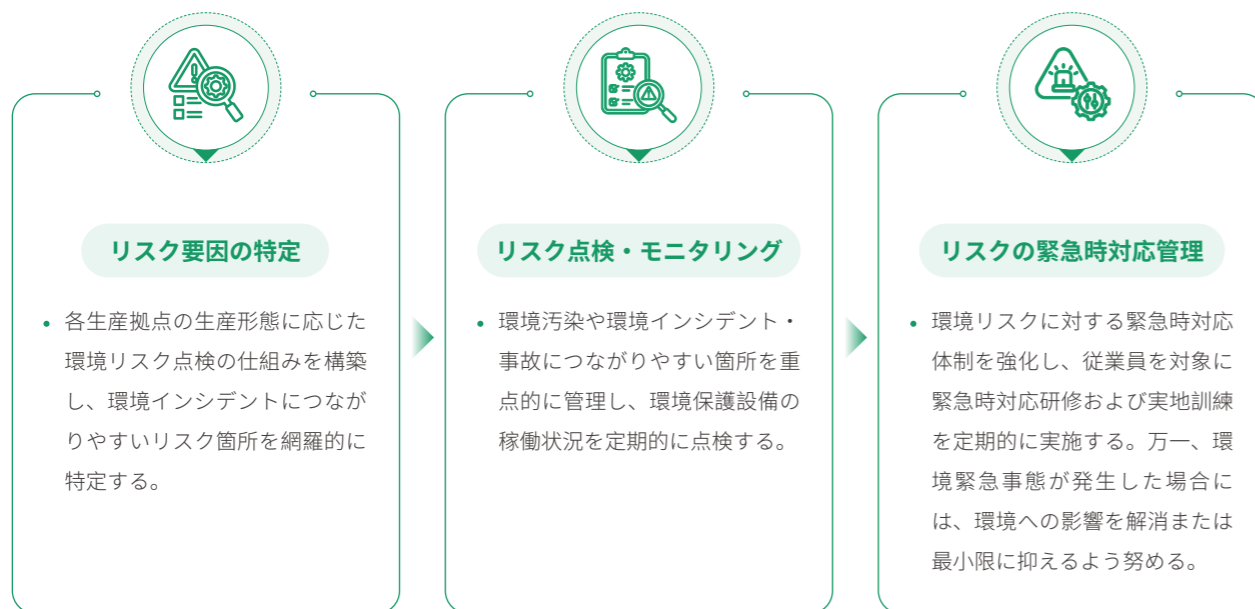 リスク要因の特定
• 各生産拠点の生産形態に応じた
環境リスク点検の仕組みを構築
し、環境インシデントにつなが
りやすいリスク箇所を網羅的に
特定する。
リスク点検・モニタリング
• 環境汚染や環境インシデント・
事故につながりやすい箇所を重
点的に管理し、環境保護設備の
稼働状況を定期的に点検する。
リスクの緊急時対応管理
• 環境リスクに対する緊急時対応
体制を強化し、従業員を対象に
緊急時対応研修および実地訓練
を定期的に実施する。万一、環
境緊急事態が発生した場合に
は、環境への影響を解消または
最小限に抑えるよう努める。